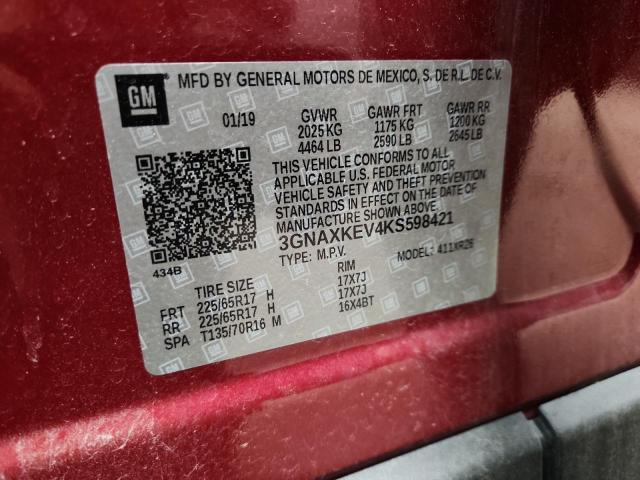 GM
MFD BY GENERAL MOTORS DE MEXICO, S. DE R.L. DE C.V.
01/19 GVWR GAWR FRT GAWR RR
2025 KG 1175 KG 1200 KG
4464 LB 2590 LB 2645 LB
THIS VEHICLE CONFORMS TO ALL
APPLICABLE U.S. FEDERAL MOTOR
VEHICLE SAFETY AND THEFT PREVENTION
STANDARDS IN EFFECT ON THE DATE OF
MANUFACTURE SHOWN ABOVE.
3GNAXKEV4KS598421
434B TYPE: M.P.V. MODEL: 411XR26
TIRE SIZE RIM
FRT 225/65R17 H 17X7J
RR 225/65R17 H 17X7J
SPA T135/70R16 M 16X4BT